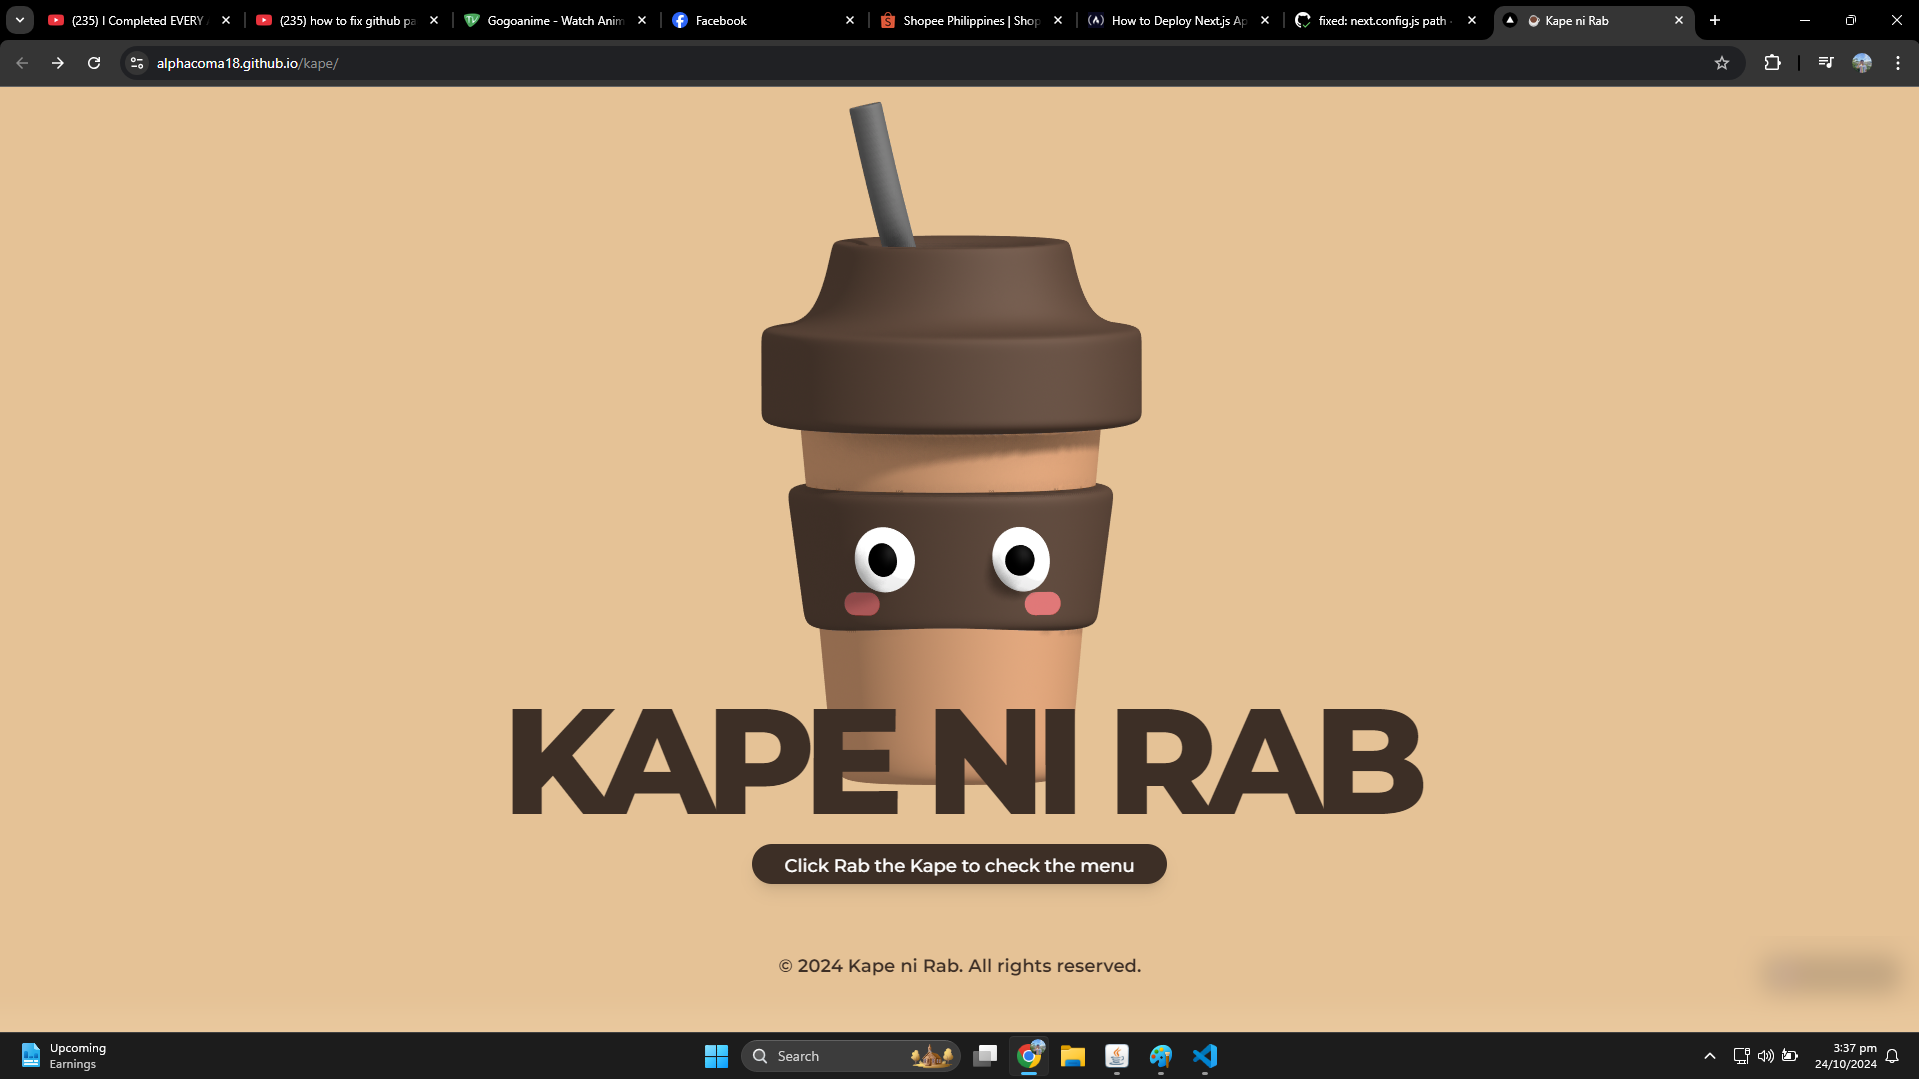 (235) I Completed EVERY
(235) how to fix github pa
Gogoanime - Watch Anim
Facebook
Shopee Philippines | Shop
How to Deploy Next.js Ap
fixed: next.config.js path
Kape ni Rab
alphacoma18.github.io/kape/
KAPE NI RAB
Click Rab the Kape to check the menu
© 2024 Kape ni Rab. All rights reserved.
Upcoming
Earnings
Search
3:37 pm
24/10/2024